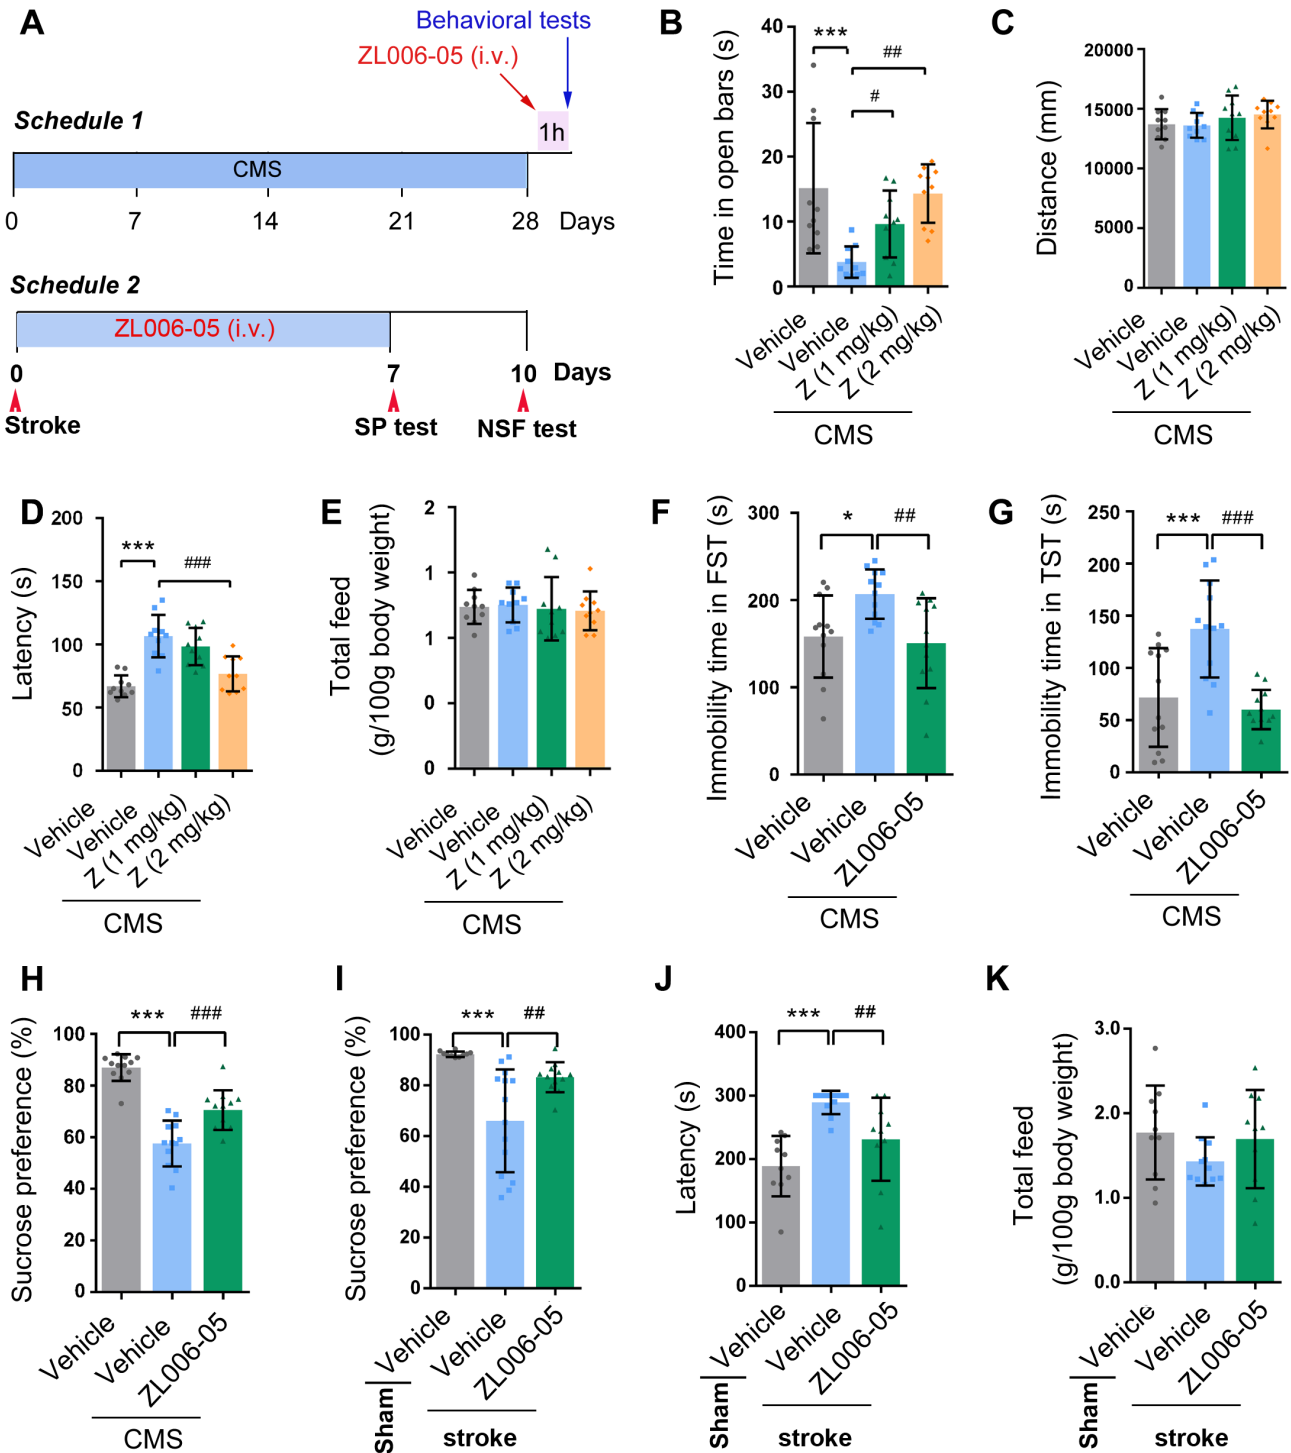 A
Behavioral tests
ZL006-05 (i.v.)
Schedule 1
1h
CMS
0 7 14 21 28 Days
Schedule 2
ZL006-05 (i.v.)
0 7 10 Days
Stroke SP test NSF test
B
Time in open bars (s)
40
30
20
10
0
***
##
#
Vehicle
Vehicle
Z (1 mg/kg)
Z (2 mg/kg)
CMS
C
Distance (mm)
20000
15000
10000
5000
0
Vehicle
Vehicle
Z (1 mg/kg)
Z (2 mg/kg)
CMS
D
Latency (s)
200
150
100
50
0
***
###
Vehicle
Vehicle
Z (1 mg/kg)
Z (2 mg/kg)
CMS
E
Total feed
(g/100g body weight)
2
1
1
0
0
Vehicle
Vehicle
Z (1 mg/kg)
Z (2 mg/kg)
CMS
F
Immobility time in FST (s)
300
200
100
0
*
##
Vehicle
Vehicle
ZL006-05
CMS
G
Immobility time in TST (s)
250
200
150
100
50
0
***
###
Vehicle
Vehicle
ZL006-05
CMS
H
Sucrose preference (%)
100
80
60
40
20
0
***
###
Vehicle
Vehicle
ZL006-05
CMS
I
Sucrose preference (%)
100
80
60
40
20
0
***
##
Vehicle
Vehicle
ZL006-05
Sham
stroke
J
Latency (s)
400
300
200
100
0
***
##
Vehicle
Vehicle
ZL006-05
Sham
stroke
K
Total feed
(g/100g body weight)
3.0
2.0
1.0
0.0
Vehicle
Vehicle
ZL006-05
Sham
stroke